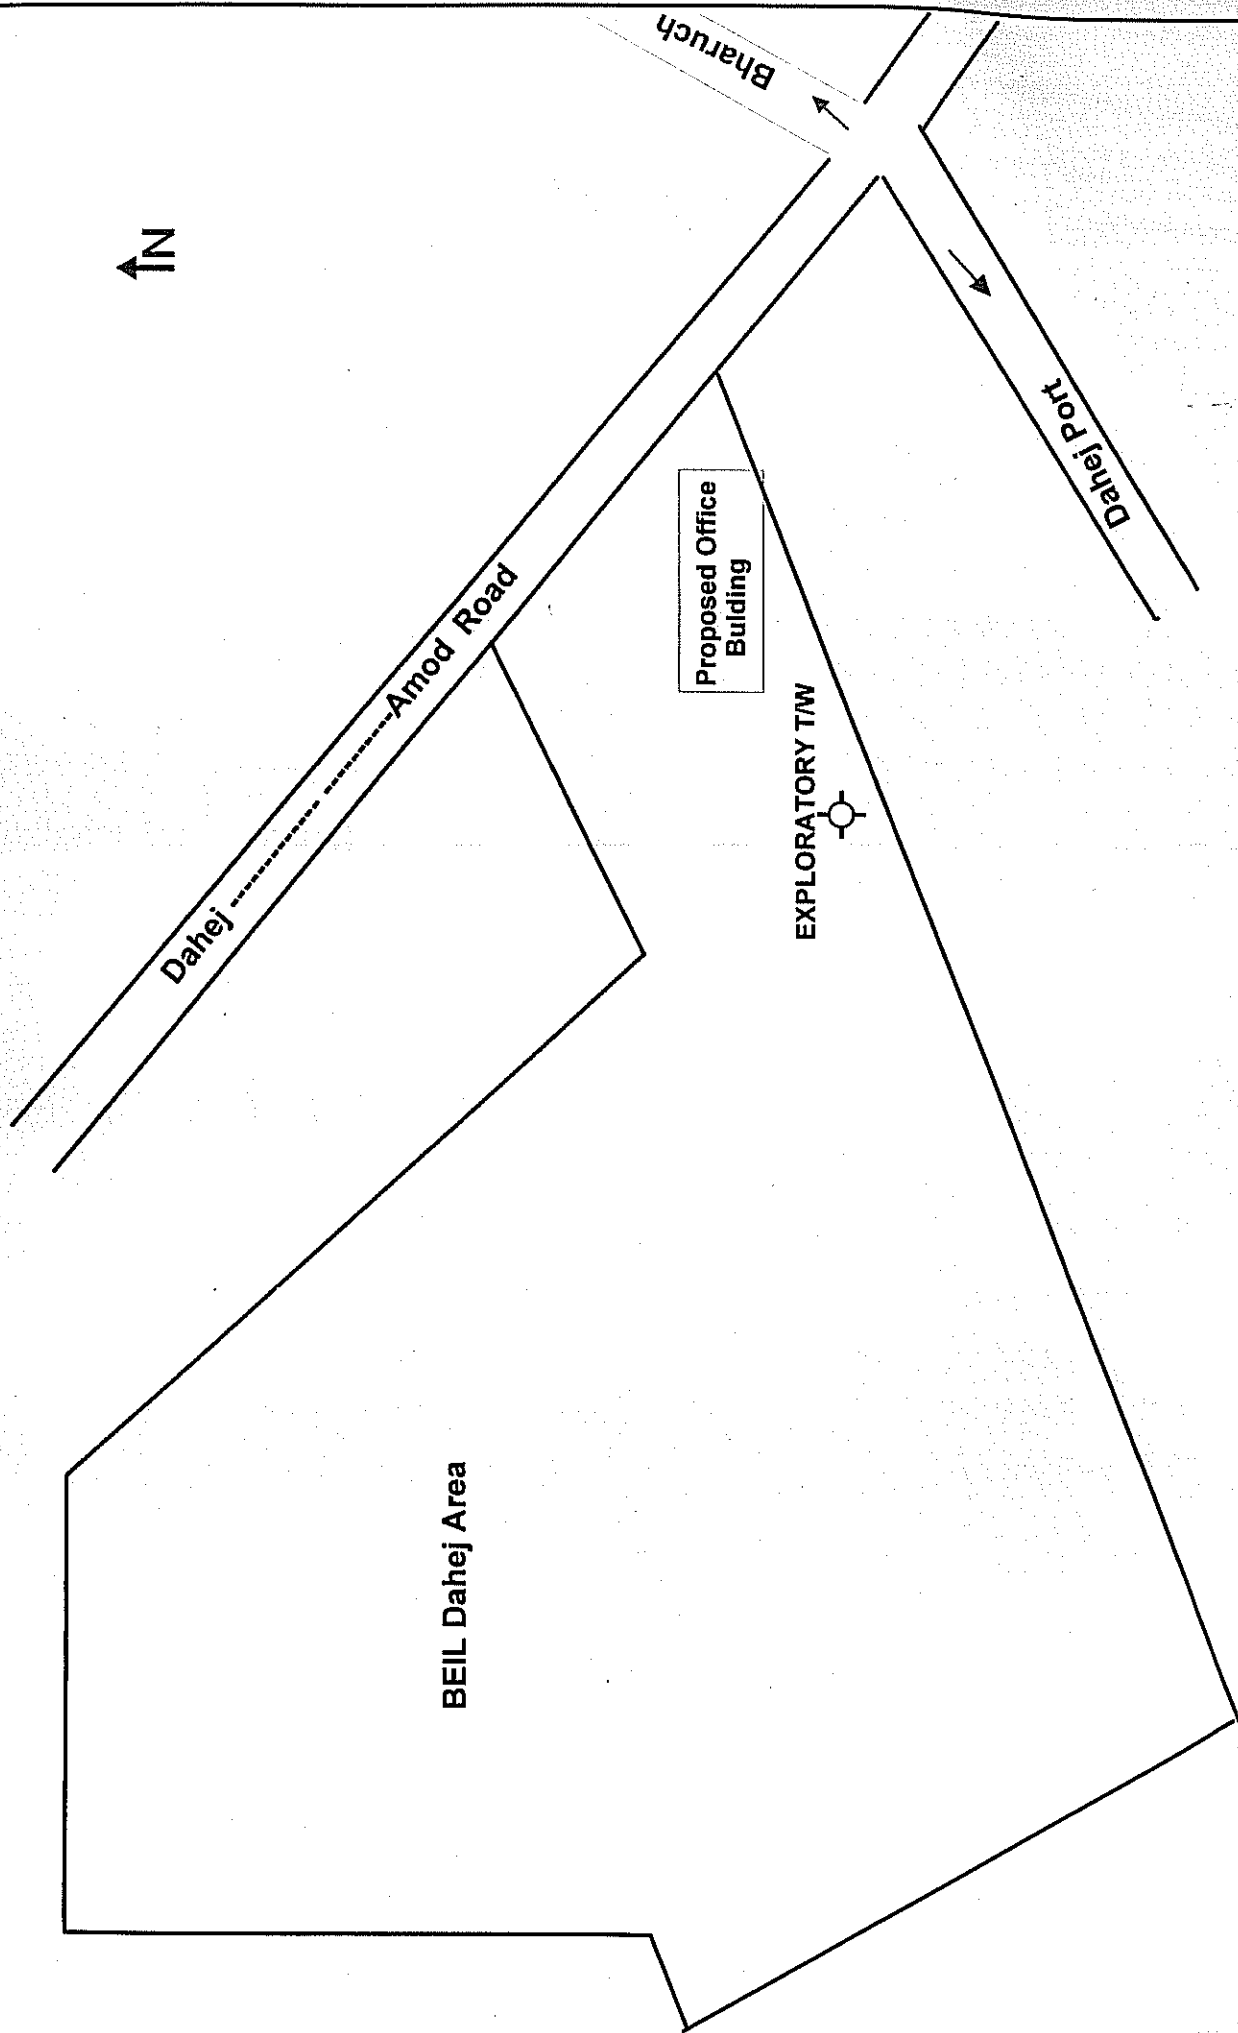 N
Dahej ---------- --------Amod Road
BEIL Dahej Area
Bharuch
Proposed Office
Bulding
EXPLORATORY T/W
Dahej Port